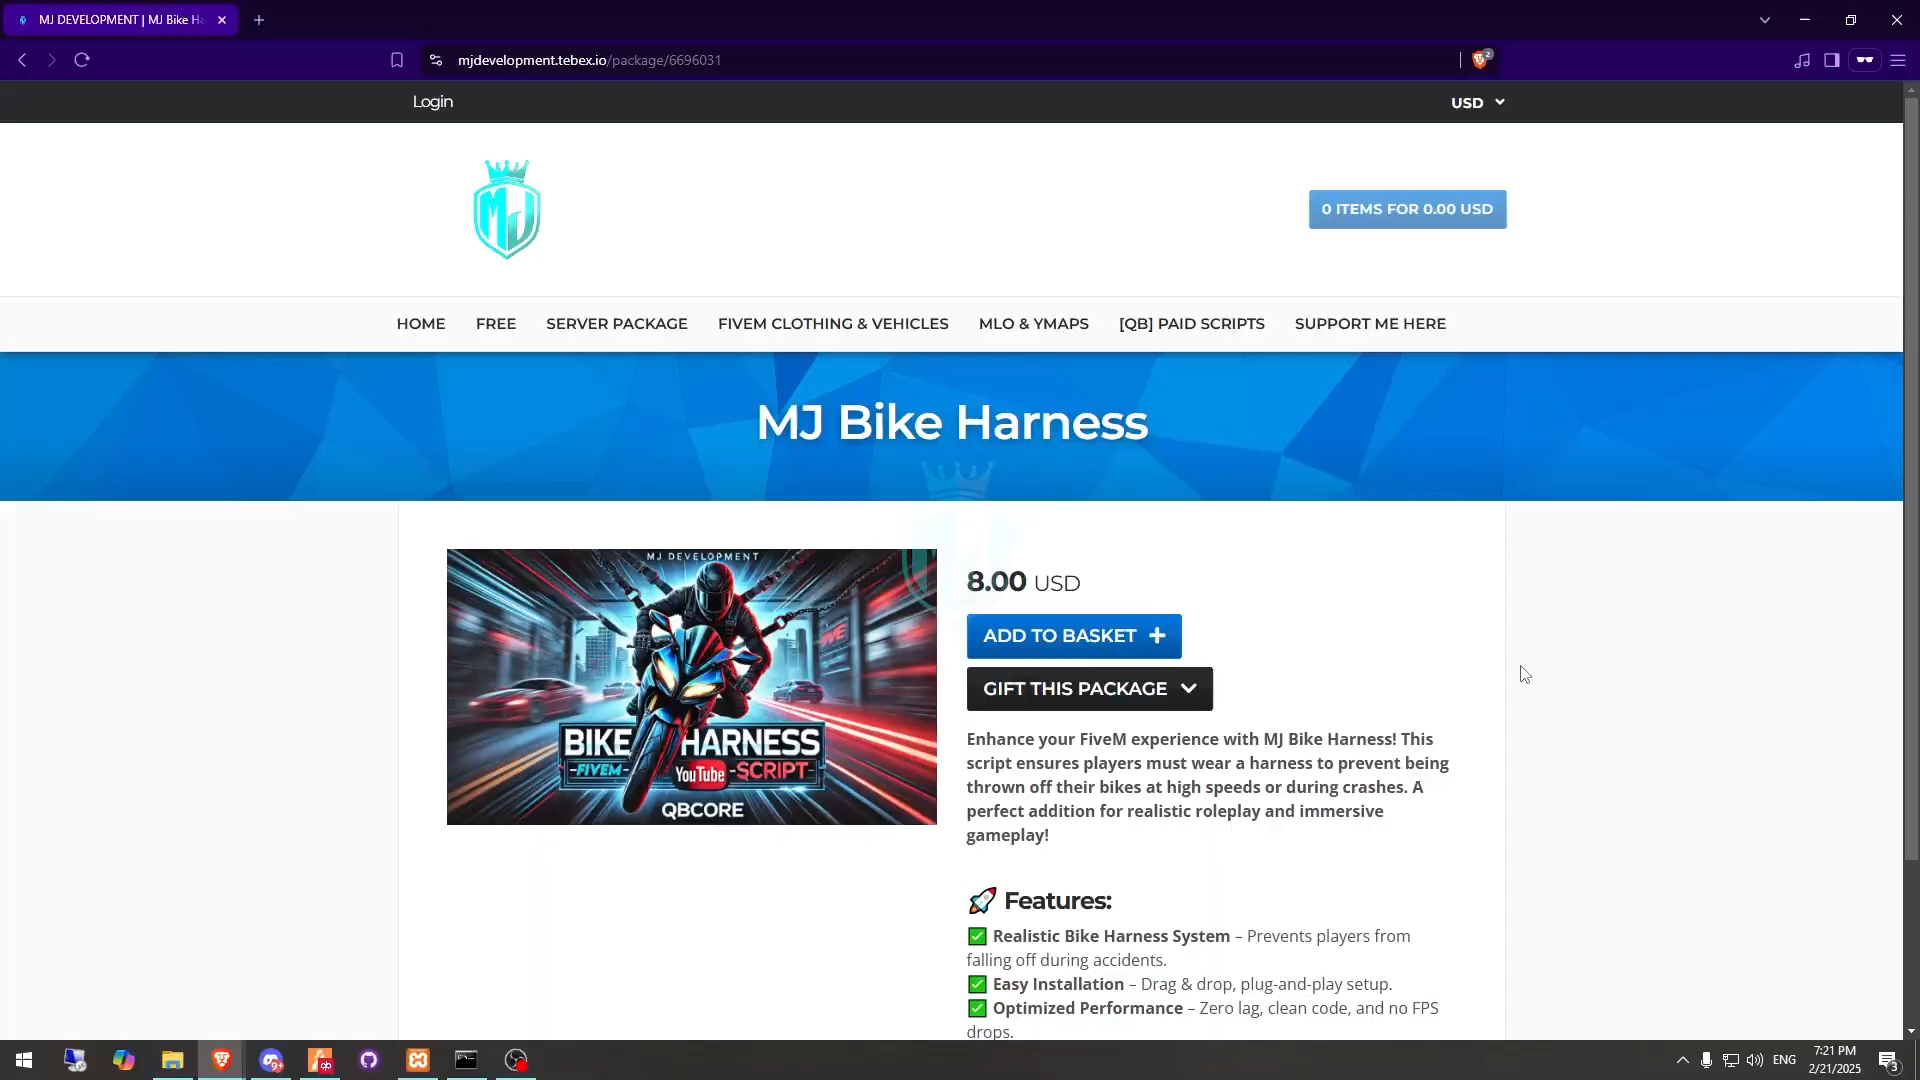 MJ DEVELOPMENT | MJ Bike Ha
mjdevelopment.tebex.io/package/6696031
2
Login
USD
MJ
0 ITEMS FOR 0.00 USD
HOME
FREE
SERVER PACKAGE
FIVEM CLOTHING & VEHICLES
MLO & YMAPS
[QB] PAID SCRIPTS
SUPPORT ME HERE
MJ Bike Harness
MJ DEVELOPMENT
BIKE HARNESS
-FIVEM- YouTube -SCRIPT-
QBCORE
8.00 USD
ADD TO BASKET
GIFT THIS PACKAGE
Enhance your FiveM experience with MJ Bike Harness! This
script ensures players must wear a harness to prevent being
thrown off their bikes at high speeds or during crashes. A
perfect addition for realistic roleplay and immersive
gameplay!
🚀 Features:
✅ Realistic Bike Harness System – Prevents players from
falling off during accidents.
✅ Easy Installation – Drag & drop, plug-and-play setup.
✅ Optimized Performance – Zero lag, clean code, and no FPS
drops.
9+
ENG
7:21 PM
2/21/2025
3